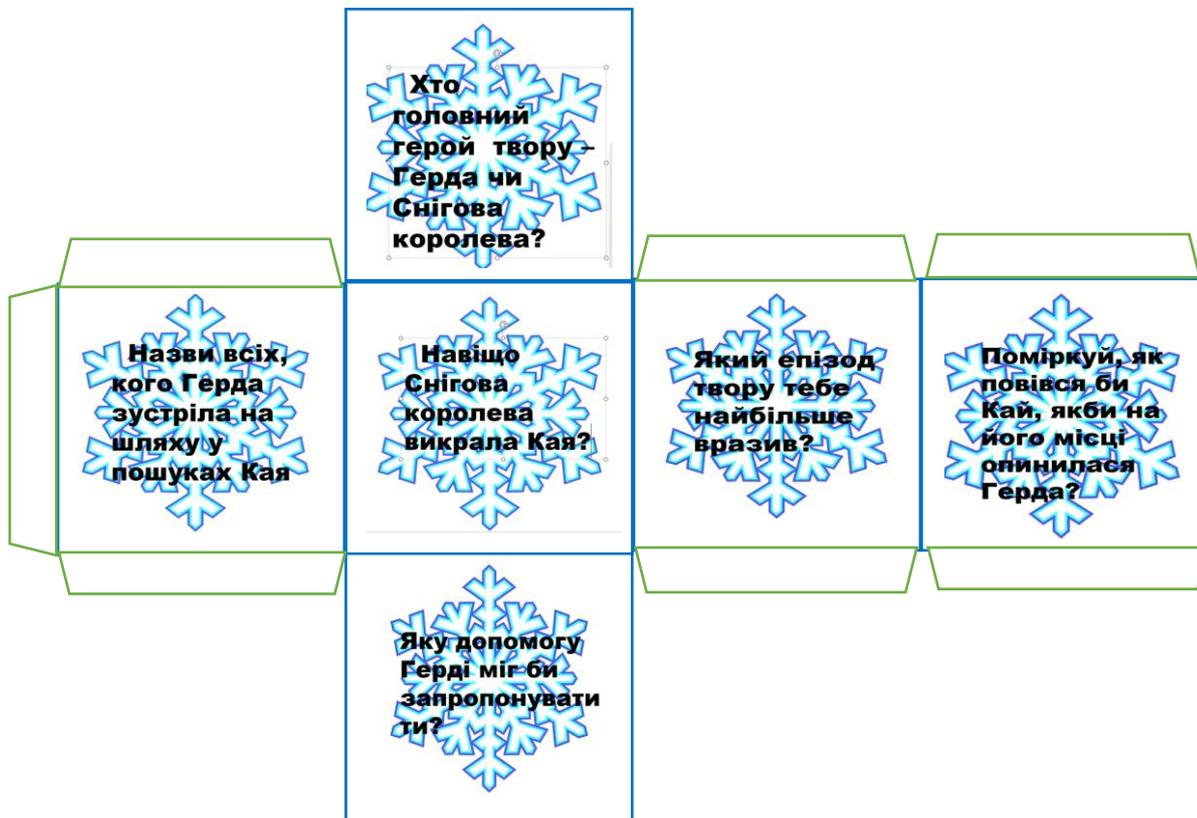 Хто
головний
герой твору –
Герда чи
Снігова
королева?
Назви всіх,
кого Герда
зустріла на
шляху у
пошуках Кая
Навіщо
Снігова
королева
викрала Кая?
Який епізод
твору тебе
найбільше
вразив?
Поміркуй, як
повівся би
Кай, якби на
його місці
опинилася
Герда?
Яку допомогу
Герді міг би
запропонувати
ти?